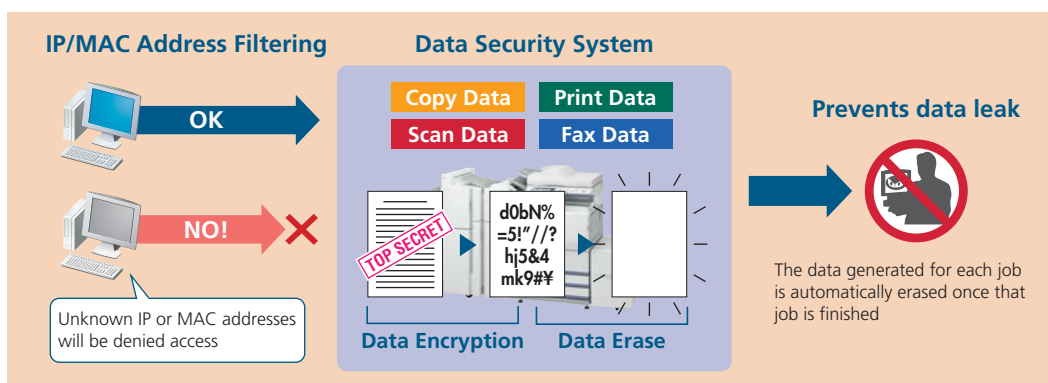 IP/MAC Address Filtering
OK
NO!
Unknown IP or MAC addresses
will be denied access
Data Security System
Copy Data
Print Data
Scan Data
Fax Data
TOP SECRET
d0bN%
=5!"//?
hj5&4
mk9#¥
Data Encryption
Data Erase
Prevents data leak
The data generated for each job
is automatically erased once that
job is finished